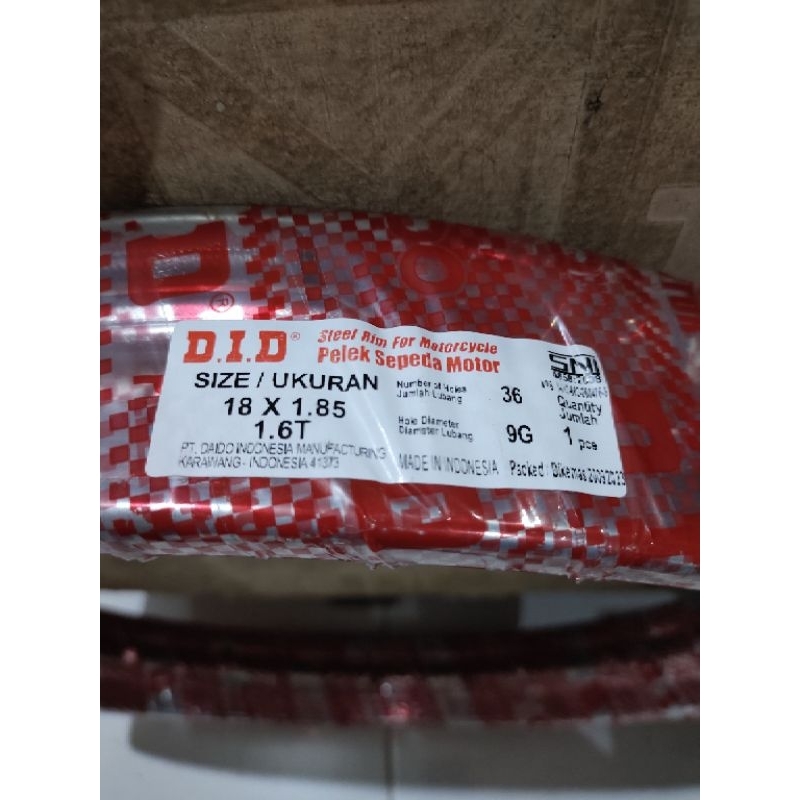 D.I.D®
Steel Rim For Motorcycle
Pelek Sepeda Motor
SNI
SIZE / UKURAN
18 X 1.85
1.6T
Number of Holes
Jumlah Lubang
36
Hole Diameter
Diameter Lubang
9G
Quantity
Jumlah
1 pce
PT. DAIDO INDONESIA MANUFACTURING
KARAWANG - INDONESIA 41373
MADE IN INDONESIA
Packed / Dikemas